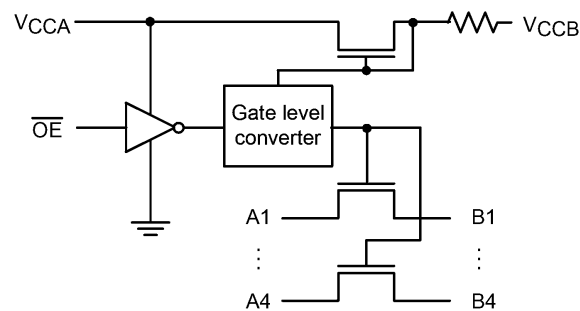 VCCA
VCCB
OE
Gate level
converter
A1
B1
⋮
⋮
A4
B4